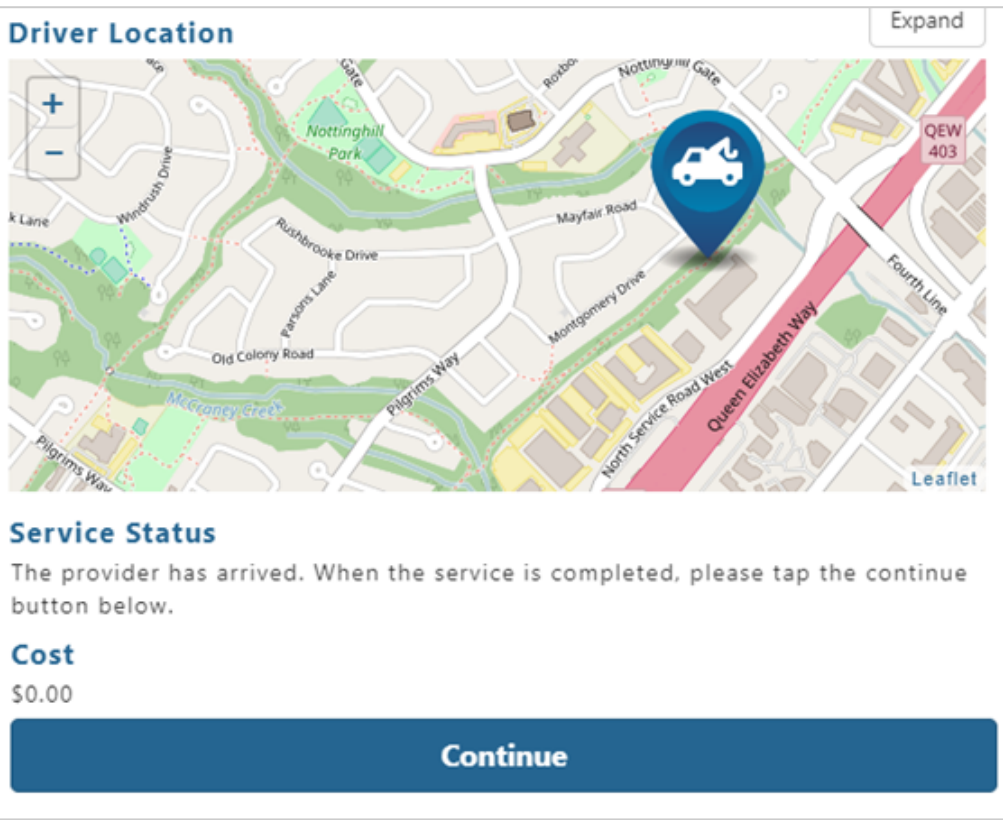 Driver Location
Expand
+
−
Gate
Roxbo
Nottinghill Gate
Nottinghill
Park
QEW
403
Windrush Drive
k Lane
Mayfair Road
Rushbrooke Drive
Parsons Lane
Montgomery Drive
Fourth Line
Old Colony Road
Pilgrims Way
McCraney Creek
North Service Road West
Queen Elizabeth Way
Pilgrims Way
Leaflet
Service Status
The provider has arrived. When the service is completed, please tap the continue
button below.
Cost
$0.00
Continue